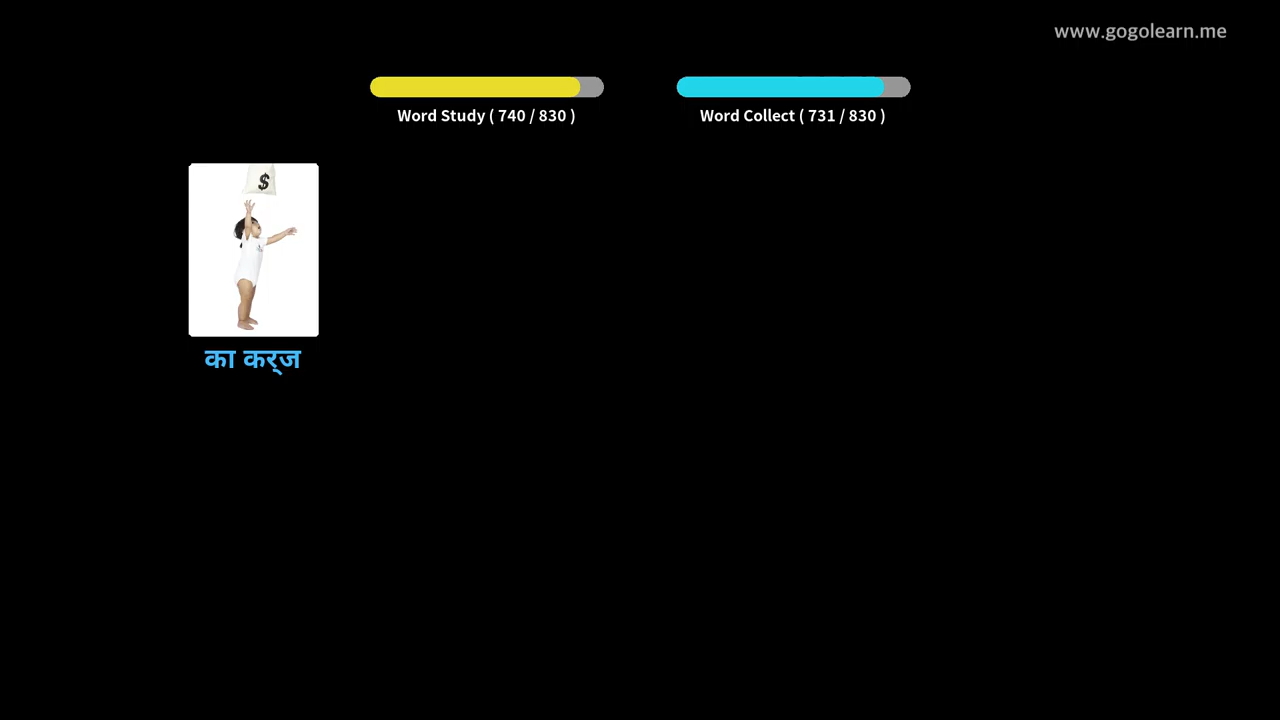 www.gogolearn.me
Word Study ( 740 / 830 )
Word Collect ( 731 / 830 )
$
का कर्ज